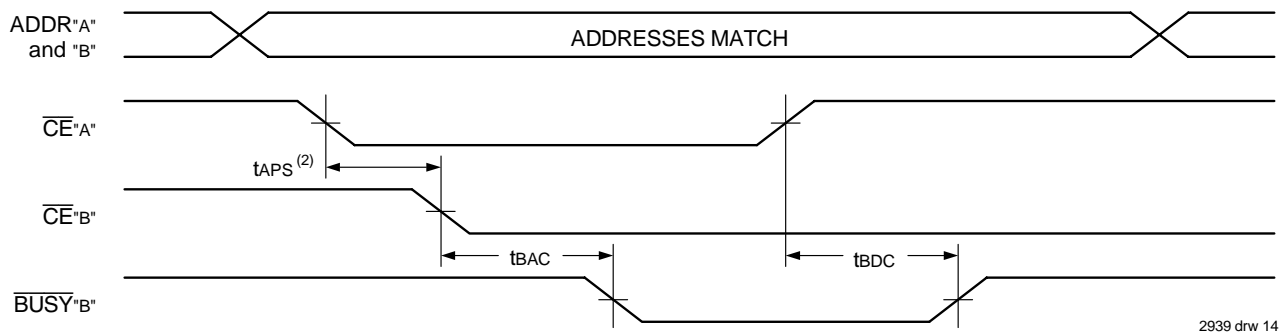 ADDR"A"
and "B"
ADDRESSES MATCH
CE"A"
tAPS (2)
CE"B"
tBAC
tBDC
BUSY"B"
2939 drw 14